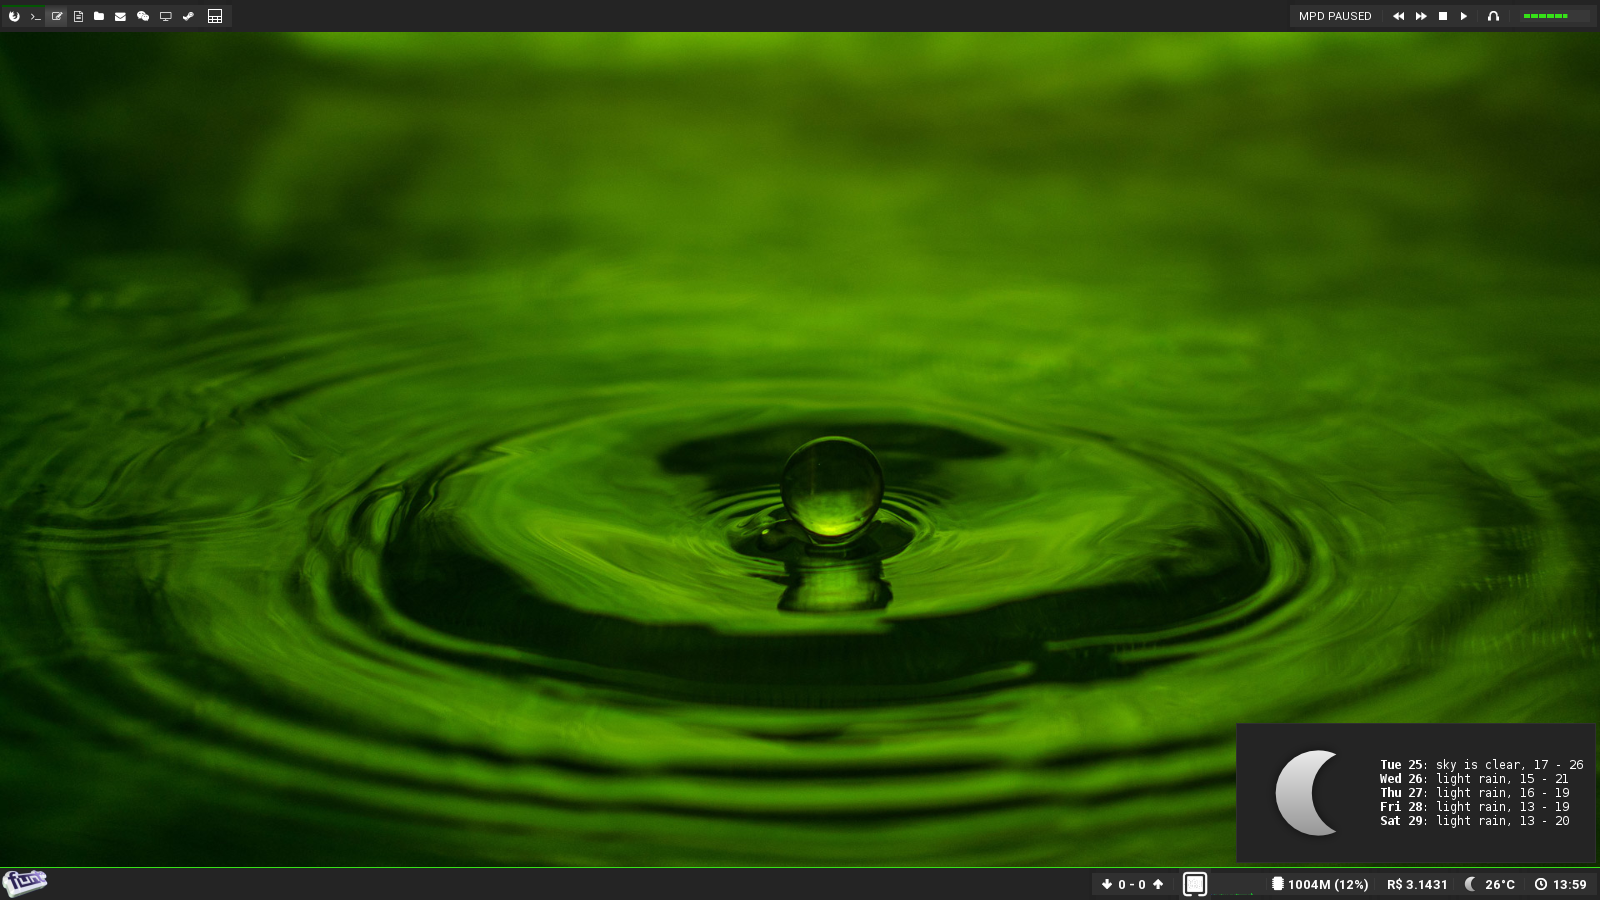 MPD PAUSED
Tue 25: sky is clear, 17 - 26
Wed 26: light rain, 15 - 21
Thu 27: light rain, 16 - 19
Fri 28: light rain, 13 - 19
Sat 29: light rain, 13 - 20
0 - 0
1004M (12%)
R$ 3.1431
26°C
13:59